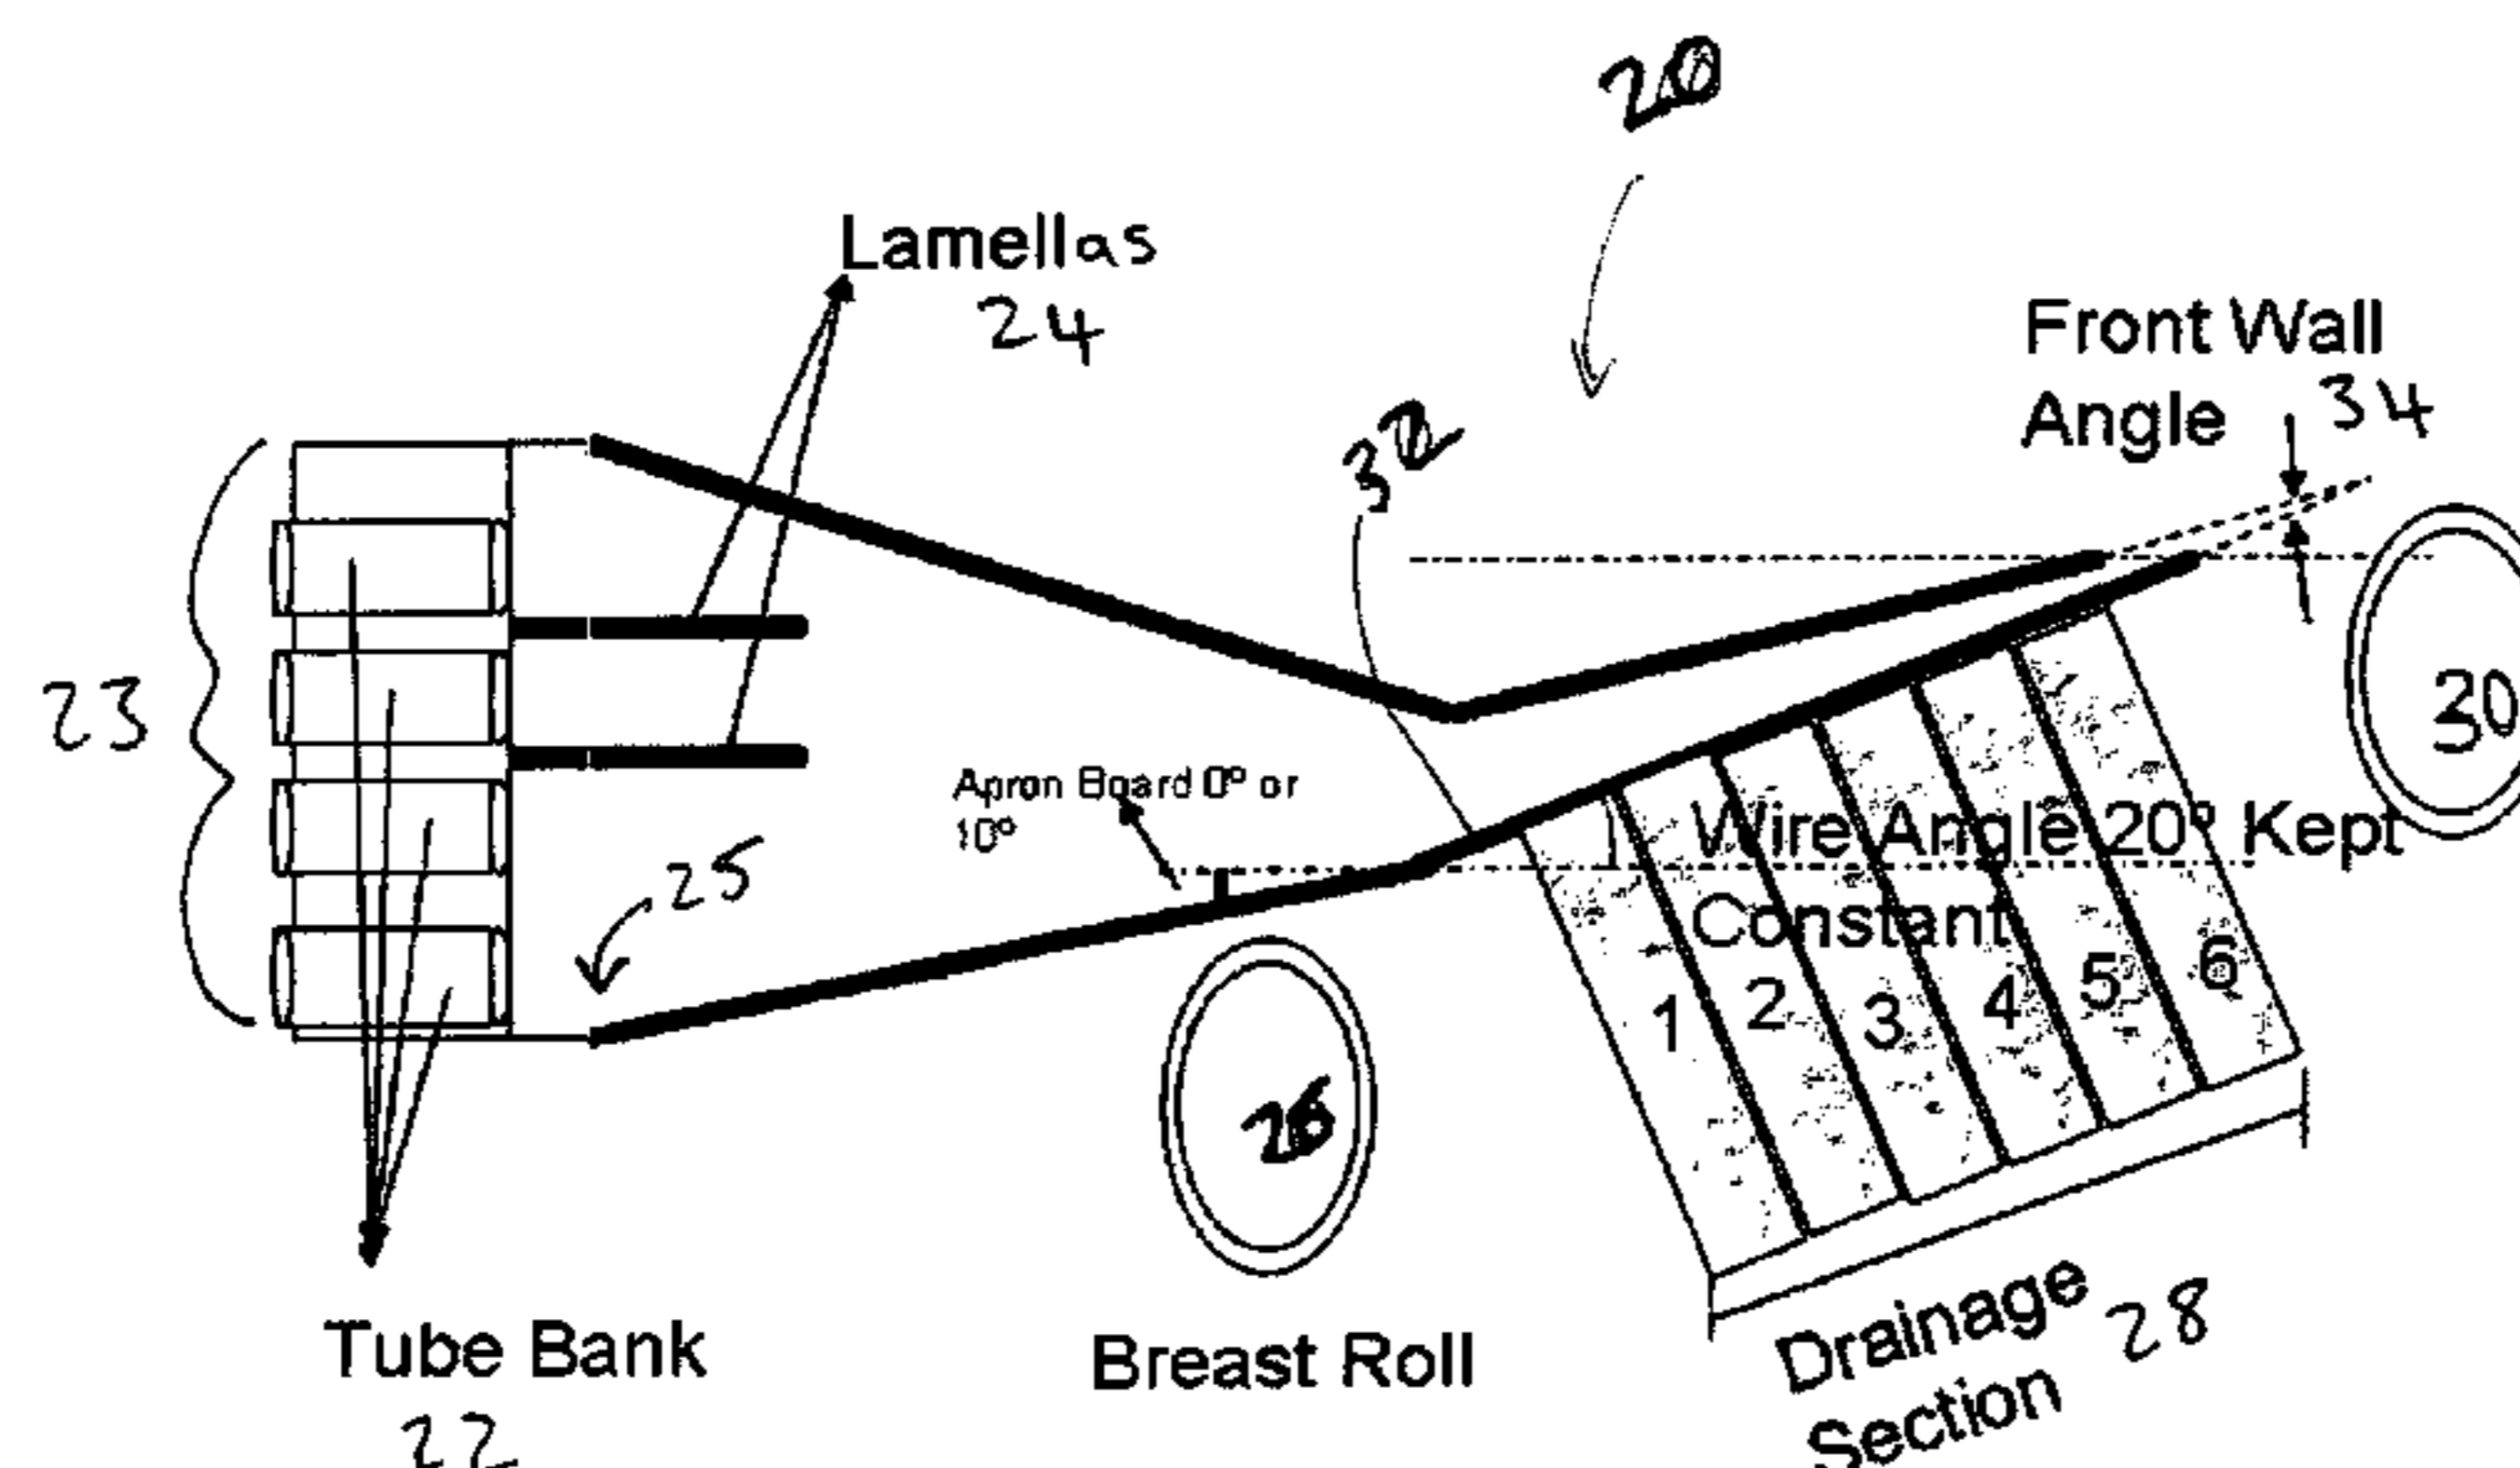 20
Lamellas
24
Front Wall
Angle 34
32
23
Apron Board 0° or
10°
25
Wire Angle 20° Kept
Constant
1 2 3 4 5 6
26
Tube Bank
22
Breast Roll
Drainage
Section 28